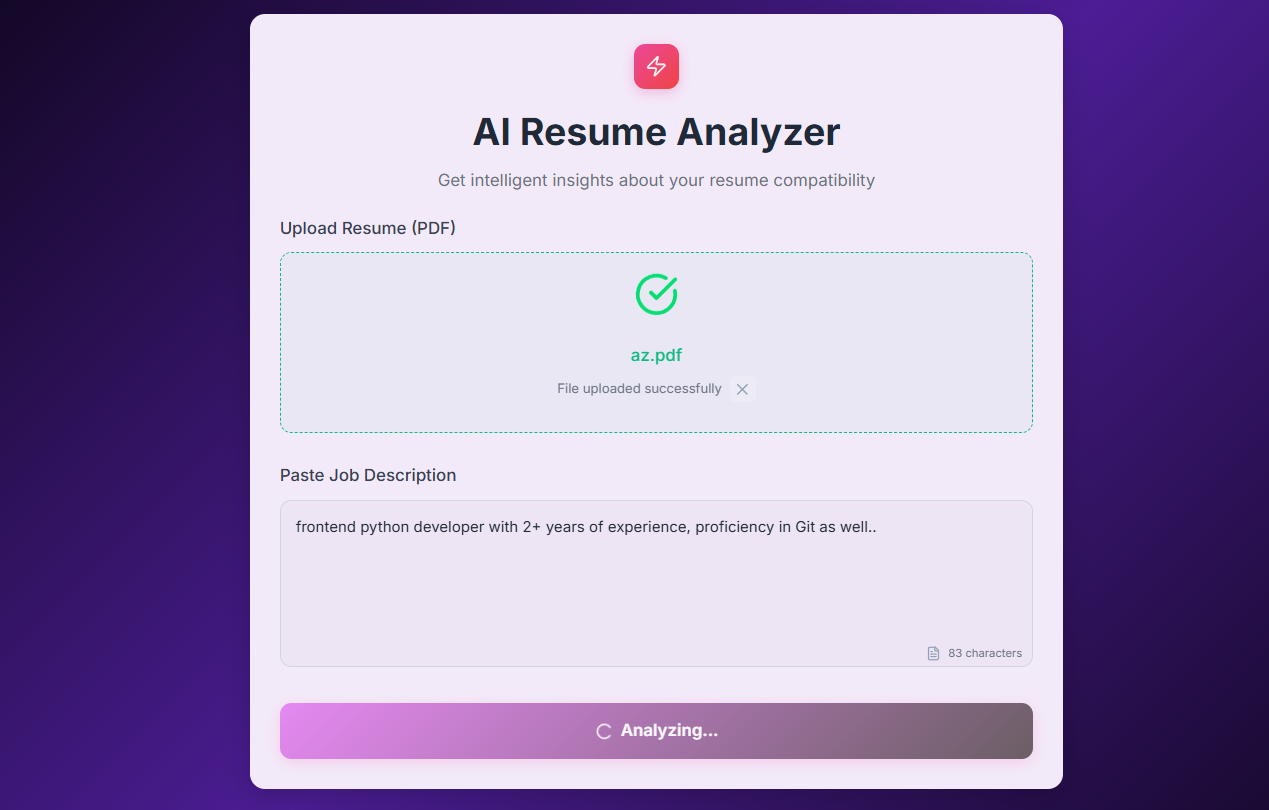 AI Resume Analyzer
Get intelligent insights about your resume compatibility
Upload Resume (PDF)
az.pdf
File uploaded successfully
Paste Job Description
frontend python developer with 2+ years of experience, proficiency in Git as well..
83 characters
Analyzing...